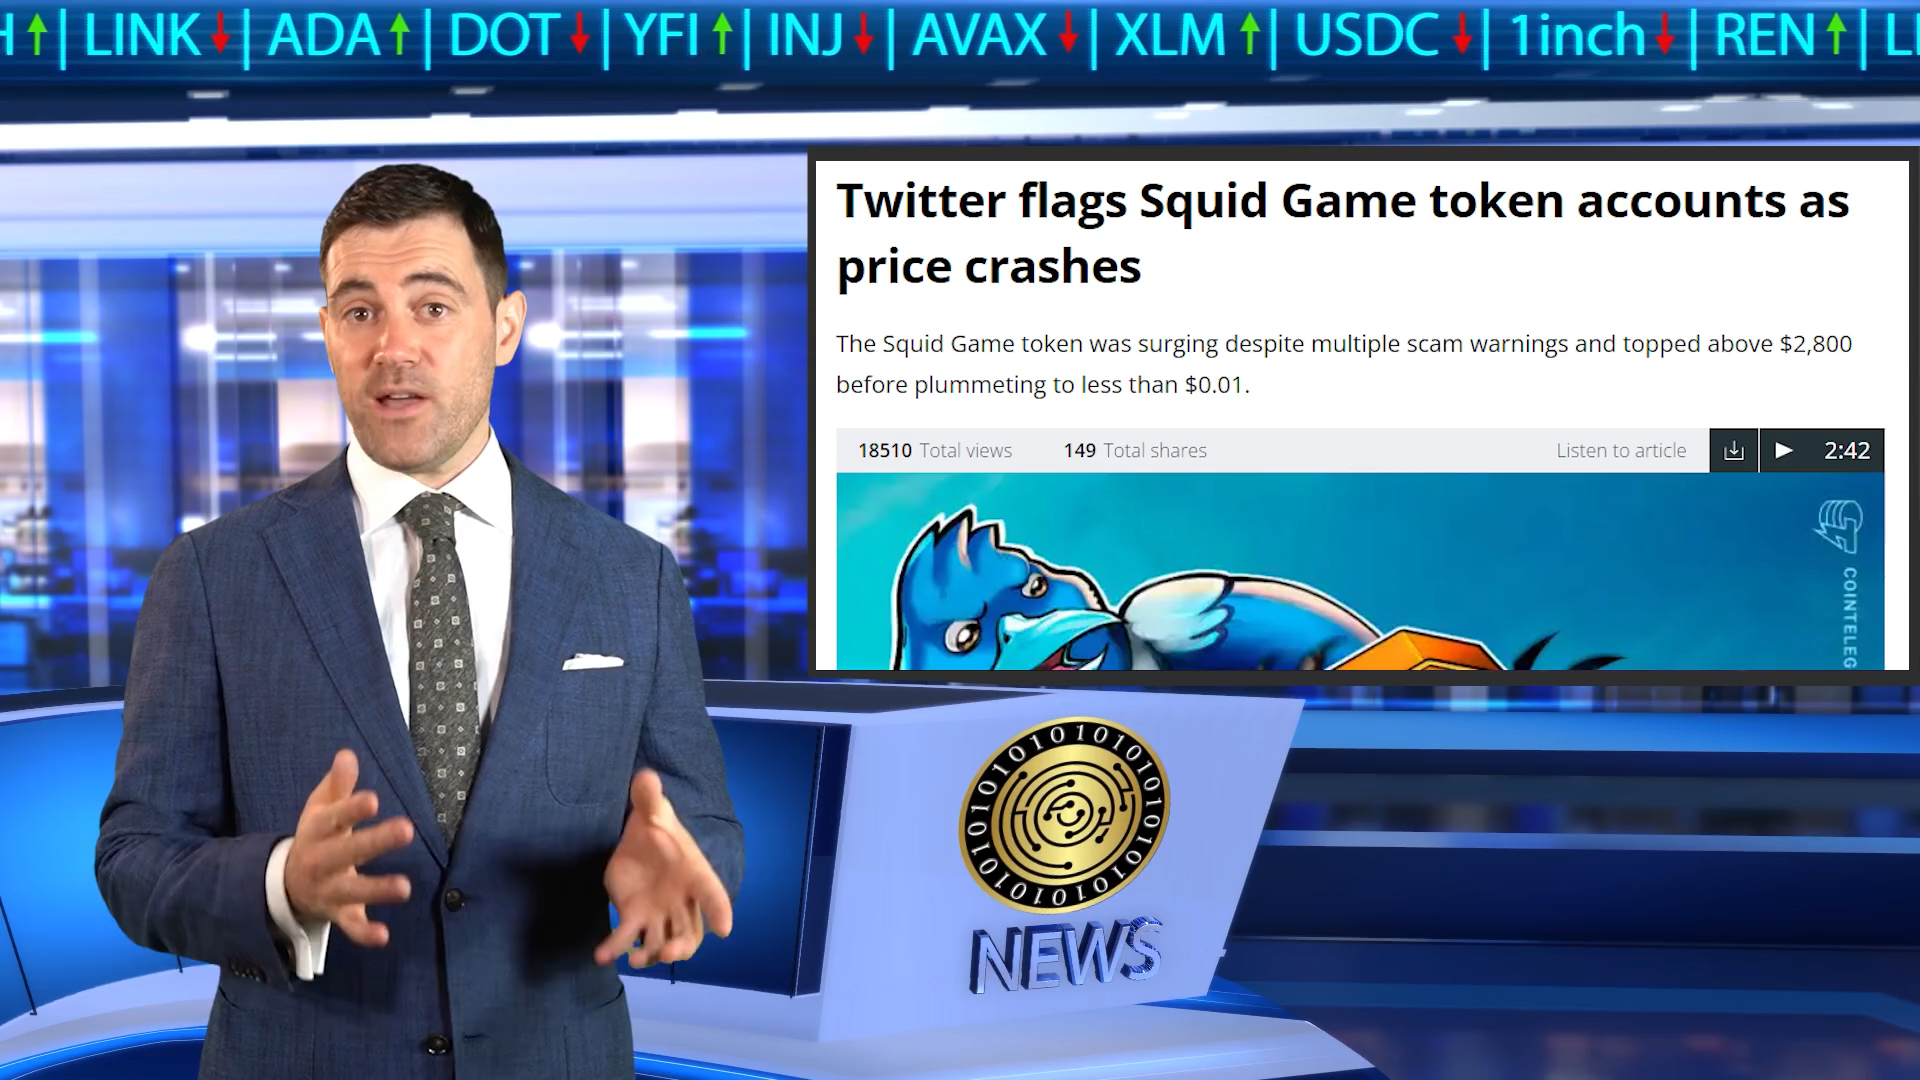 H | LINK | ADA | DOT | YFI | INJ | AVAX | XLM | USDC | 1inch | REN |
Twitter flags Squid Game token accounts as
price crashes
The Squid Game token was surging despite multiple scam warnings and topped above $2,800
before plummeting to less than $0.01.
18510 Total views 149 Total shares Listen to article 2:42
COINTELEG
10101010101010101010101010101010
NEWS